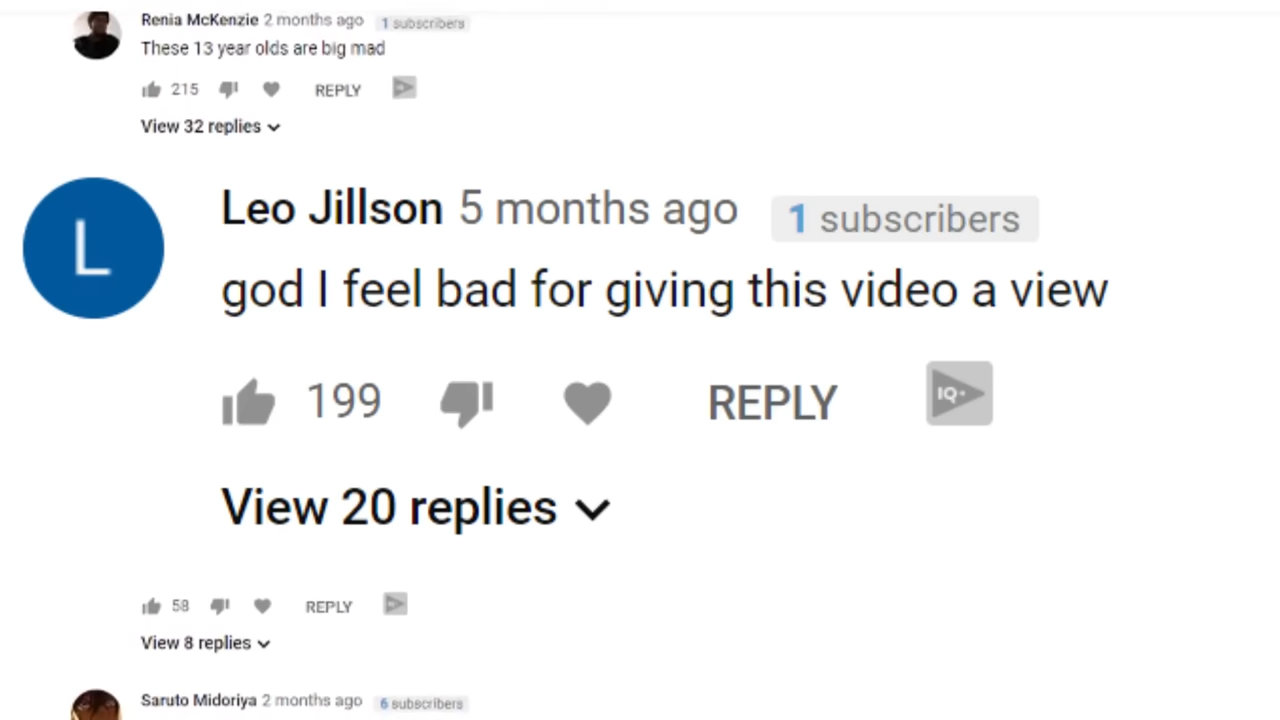 Renia McKenzie 2 months ago 1 subscribers
These 13 year olds are big mad
215 REPLY
View 32 replies
L
Leo Jillson 5 months ago 1 subscribers
god I feel bad for giving this video a view
199 REPLY IQ
View 20 replies
58 REPLY
View 8 replies
Saruto Midoriya 2 months ago 6 subscribers